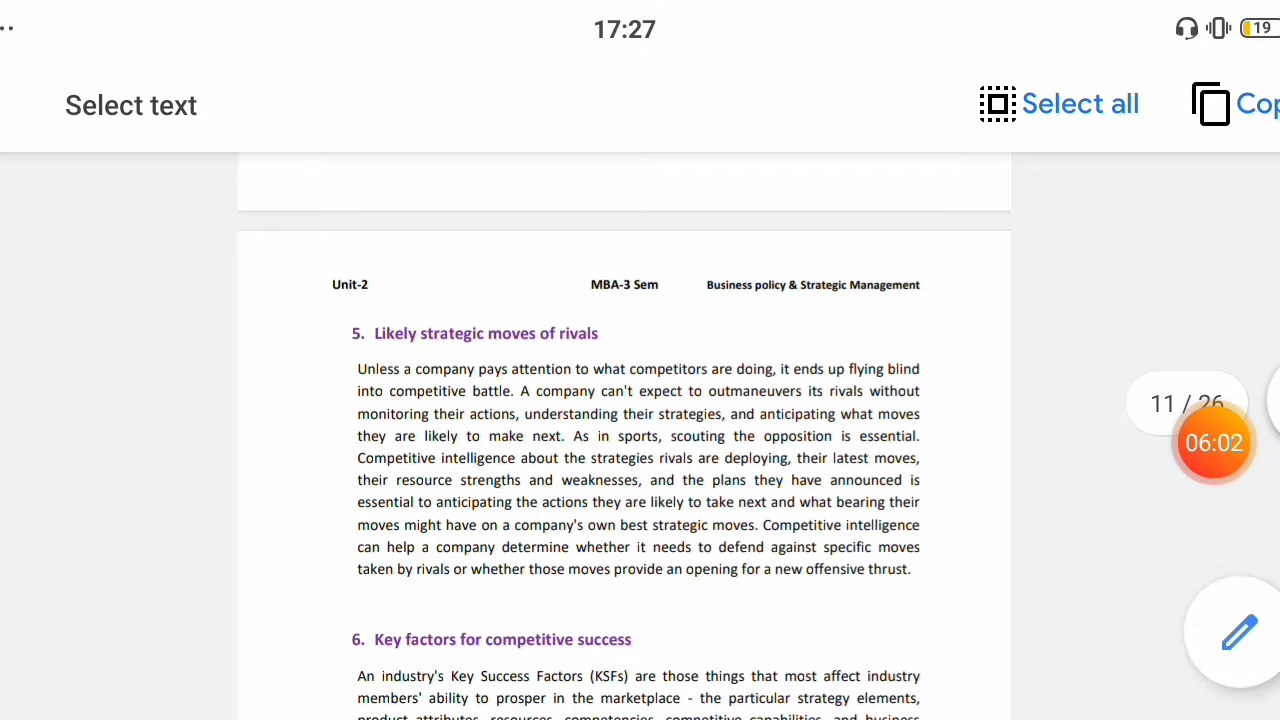 17:27
19
Select text
Select all
Cop
Unit-2 MBA-3 Sem Business policy & Strategic Management
5. Likely strategic moves of rivals
Unless a company pays attention to what competitors are doing, it ends up flying blind
into competitive battle. A company can't expect to outmaneuvers its rivals without
monitoring their actions, understanding their strategies, and anticipating what moves
they are likely to make next. As in sports, scouting the opposition is essential.
Competitive intelligence about the strategies rivals are deploying, their latest moves,
their resource strengths and weaknesses, and the plans they have announced is
essential to anticipating the actions they are likely to take next and what bearing their
moves might have on a company's own best strategic moves. Competitive intelligence
can help a company determine whether it needs to defend against specific moves
taken by rivals or whether those moves provide an opening for a new offensive thrust.
11 / 26
06:02
6. Key factors for competitive success
An industry's Key Success Factors (KSFs) are those things that most affect industry
members' ability to prosper in the marketplace - the particular strategy elements,
product attributes, resources, competencies, competitive capabilities, and business